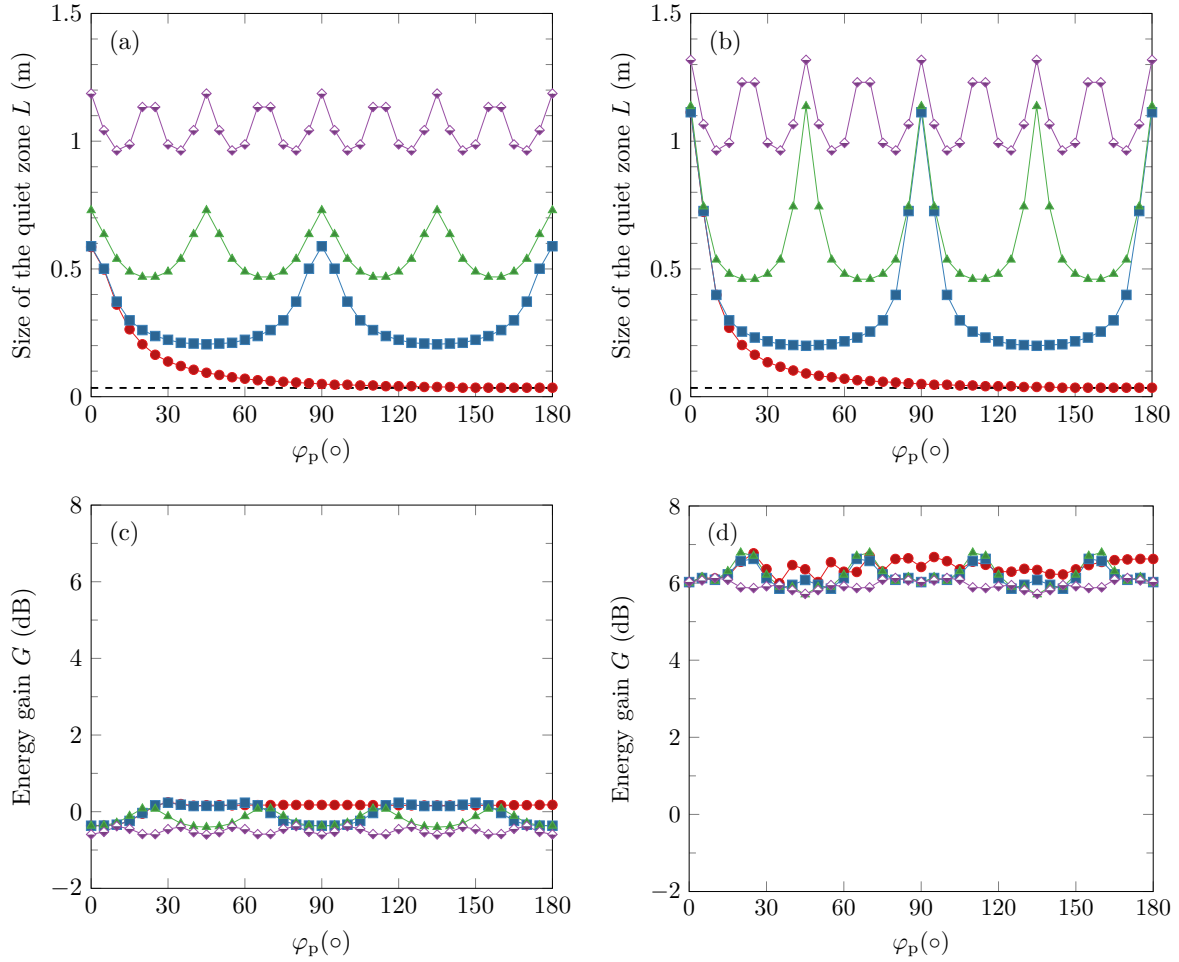 (a)
Size of the quiet zone L (m)
1.5
1
0.5
0
0 30 60 90 120 150 180
φp(∘)
(b)
Size of the quiet zone L (m)
1.5
1
0.5
0
0 30 60 90 120 150 180
φp(∘)
(c)
Energy gain G (dB)
8
6
4
2
0
−2
0 30 60 90 120 150 180
φp(∘)
(d)
Energy gain G (dB)
8
6
4
2
0
−2
0 30 60 90 120 150 180
φp(∘)